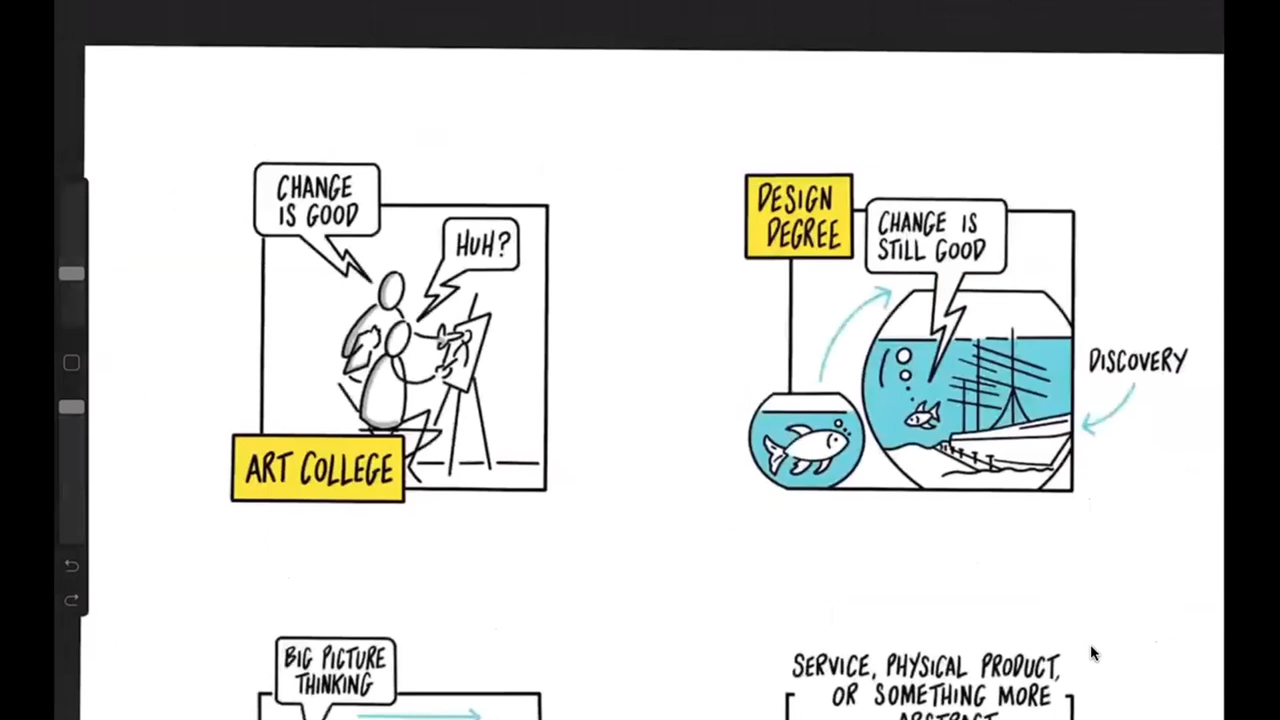 CHANGE
IS GOOD
HUH?
ART COLLEGE
DESIGN
DEGREE
CHANGE IS
STILL GOOD
DISCOVERY
BIG PICTURE
THINKING
SERVICE, PHYSICAL PRODUCT,
OR SOMETHING MORE
ABSTRACT